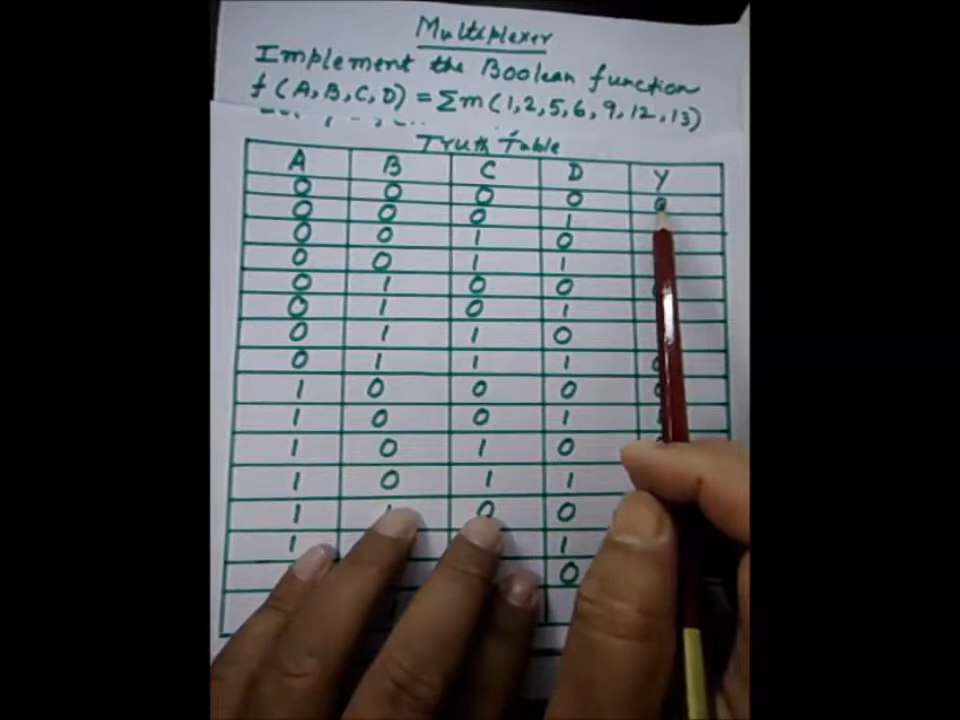 Multiplexer
Implement the Boolean function
f (A, B, C, D) = Σm (1, 2, 5, 6, 9, 12, 13)
Truth Table
A B C D Y
0 0 0 0 0
0 0 0 1
0 0 1 0
0 0 1 1
0 1 0 0
0 1 0 1
0 1 1 0
0 1 1 1 0
1 0 0 0 0
1 0 0 1 1
1 0 1 0
1 0 1 1
1 1 0 0
1 1
0